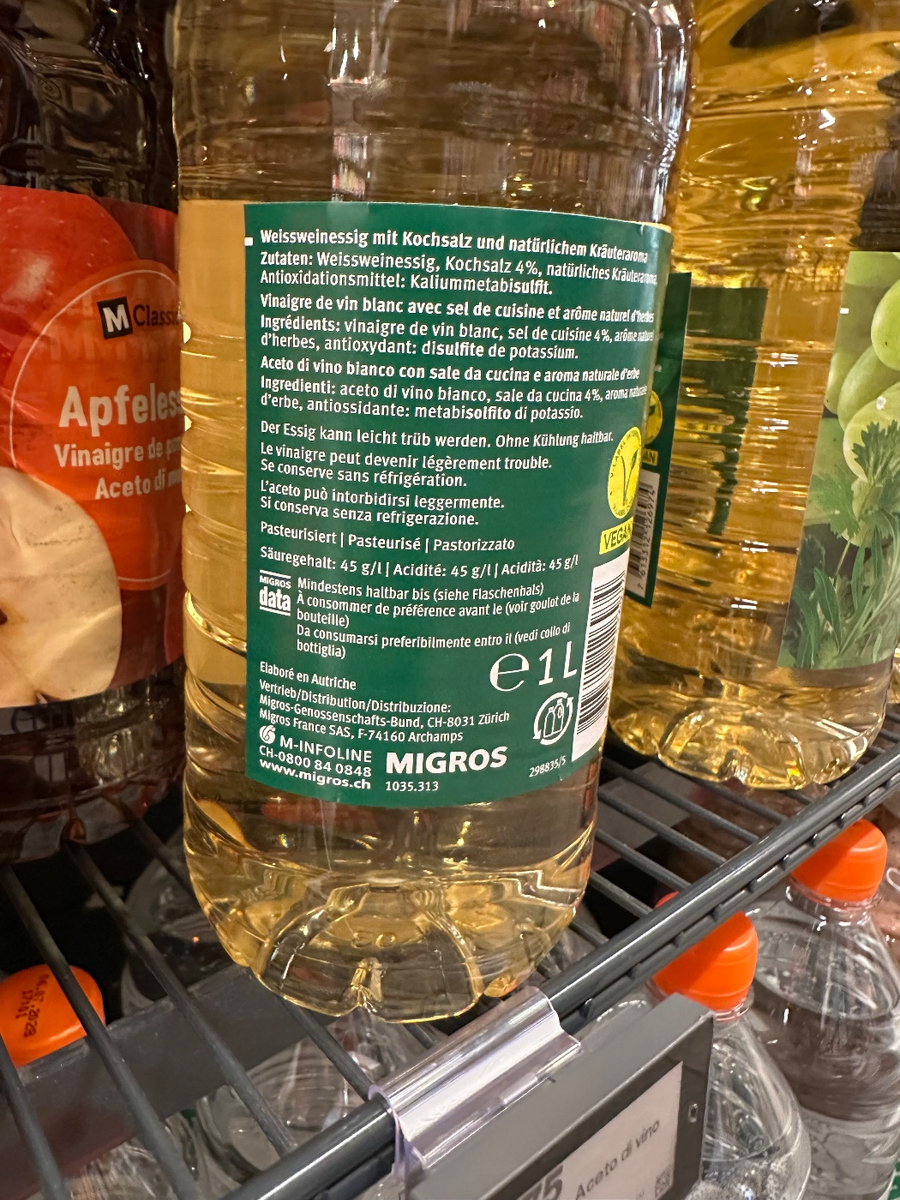 Weissweinessig mit Kochsalz und natürlichem Kräuteraroma
Zutaten: Weissweinessig, Kochsalz 4%, natürliches Kräuteraroma,
Antioxidationsmittel: Kaliummetabisulfit.
Vinaigre de vin blanc avec sel de cuisine et arôme naturel d'herbes
Ingrédients: vinaigre de vin blanc, sel de cuisine 4%, arôme naturel
d'herbes, antioxydant: disulfite de potassium.
Aceto di vino bianco con sale da cucina e aroma naturale d'erbe
Ingredienti: aceto di vino bianco, sale da cucina 4%, aroma naturale
d'erbe, antiossidante: metabisolfito di potassio.
Der Essig kann leicht trüb werden. Ohne Kühlung haltbar.
Le vinaigre peut devenir légèrement trouble.
Se conserve sans réfrigération.
L'aceto può intorbidirsi leggermente.
Si conserva senza refrigerazione.
VEGAN
Pasteurisiert | Pasteurisé | Pastorizzato
Säuregehalt: 45 g/l | Acidité: 45 g/l | Acidità: 45 g/l
MIGROS
data
Mindestens haltbar bis (siehe Flaschenhals)
À consommer de préférence avant le (voir goulot de la
bouteille)
Da consumarsi preferibilmente entro il (vedi collo di
bottiglia)
e 1 L
Elaboré en Autriche
Vertrieb/Distribution/Distribuzione:
Migros-Genossenschafts-Bund, CH-8031 Zürich
Migros France SAS, F-74160 Archamps
M-INFOLINE
CH-0800 84 0848
www.migros.ch
MIGROS
1035.313
298835/5
M Classic
Apfeless
Vinaigre de
Aceto di
Aceto di vino